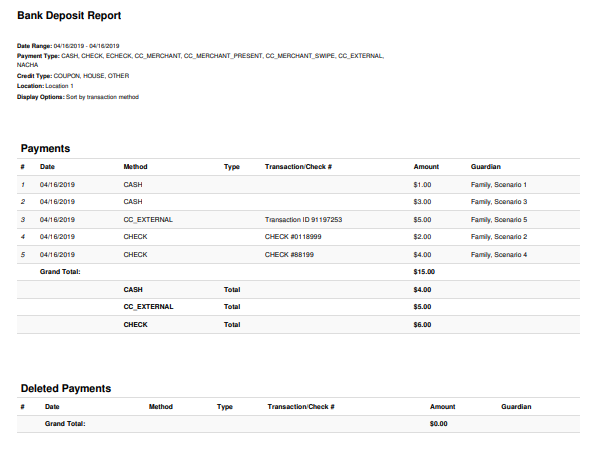 Bank Deposit Report
Date Range: 04/16/2019 - 04/16/2019
Payment Type: CASH, CHECK, ECHECK, CC_MERCHANT, CC_MERCHANT_PRESENT, CC_MERCHANT_SWIPE, CC_EXTERNAL,
NACHA
Credit Type: COUPON, HOUSE, OTHER
Location: Location 1
Display Options: Sort by transaction method
Payments
# Date Method Type Transaction/Check # Amount Guardian
1 04/16/2019 CASH $1.00 Family, Scenario 1
2 04/16/2019 CASH $3.00 Family, Scenario 3
3 04/16/2019 CC_EXTERNAL Transaction ID 91197253 $5.00 Family, Scenario 5
4 04/16/2019 CHECK CHECK #0118999 $2.00 Family, Scenario 2
5 04/16/2019 CHECK CHECK #88199 $4.00 Family, Scenario 4
Grand Total: $15.00
CASH Total $4.00
CC_EXTERNAL Total $5.00
CHECK Total $6.00
Deleted Payments
# Date Method Type Transaction/Check # Amount Guardian
Grand Total: $0.00